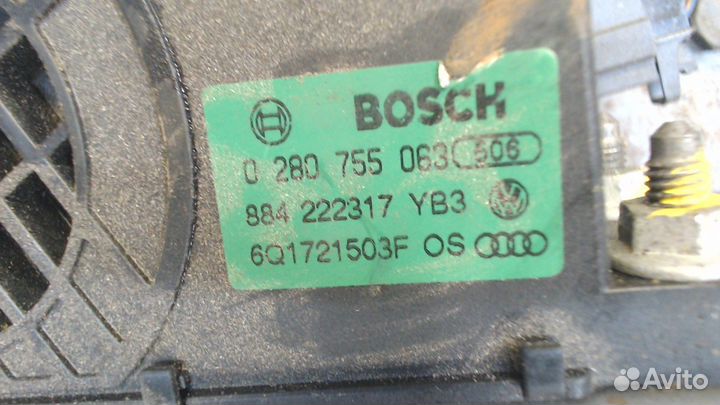 BOSCH
0 280 755 063 506
884 222317 YB3
6Q1721503F OS
Avito